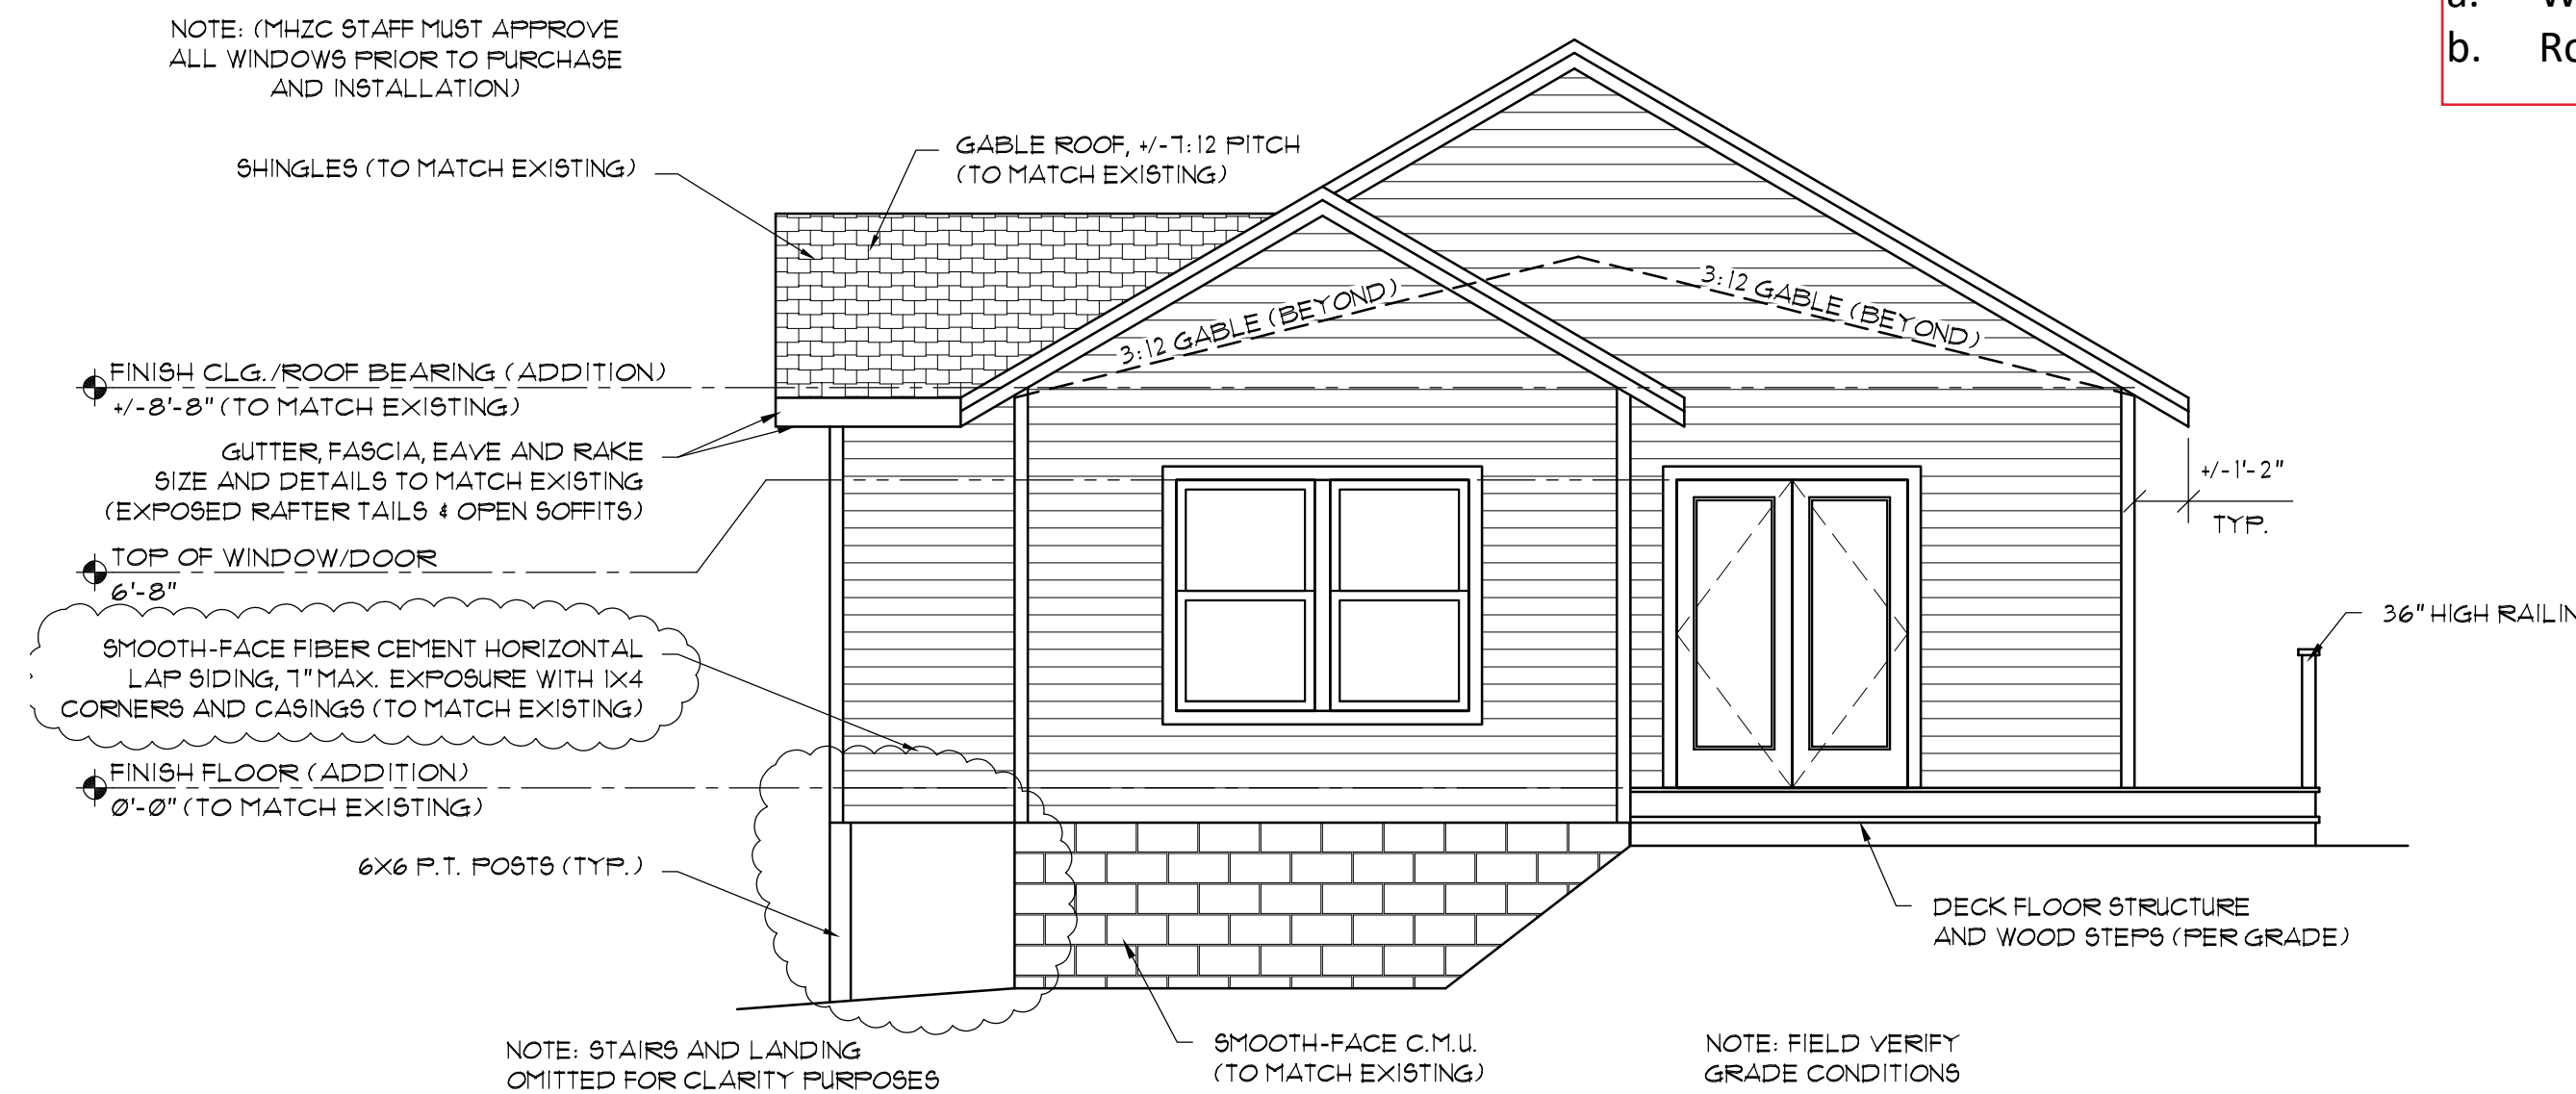 NOTE: (MHZC STAFF MUST APPROVE
ALL WINDOWS PRIOR TO PURCHASE
AND INSTALLATION)
a.
b. Ro
SHINGLES (TO MATCH EXISTING)
GABLE ROOF, +/-7:12 PITCH
(TO MATCH EXISTING)
3:12 GABLE (BEYOND)
3:12 GABLE (BEYOND)
FINISH CLG./ROOF BEARING (ADDITION)
+/-8'-8" (TO MATCH EXISTING)
GUTTER, FASCIA, EAVE AND RAKE
SIZE AND DETAILS TO MATCH EXISTING
(EXPOSED RAFTER TAILS & OPEN SOFFITS)
+/-1'-2"
TYP.
TOP OF WINDOW/DOOR
6'-8"
36" HIGH RAILIN
SMOOTH-FACE FIBER CEMENT HORIZONTAL
LAP SIDING, 7" MAX. EXPOSURE WITH 1X4
CORNERS AND CASINGS (TO MATCH EXISTING)
FINISH FLOOR (ADDITION)
0'-0" (TO MATCH EXISTING)
6X6 P.T. POSTS (TYP.)
DECK FLOOR STRUCTURE
AND WOOD STEPS (PER GRADE)
NOTE: STAIRS AND LANDING
OMITTED FOR CLARITY PURPOSES
SMOOTH-FACE C.M.U.
(TO MATCH EXISTING)
NOTE: FIELD VERIFY
GRADE CONDITIONS